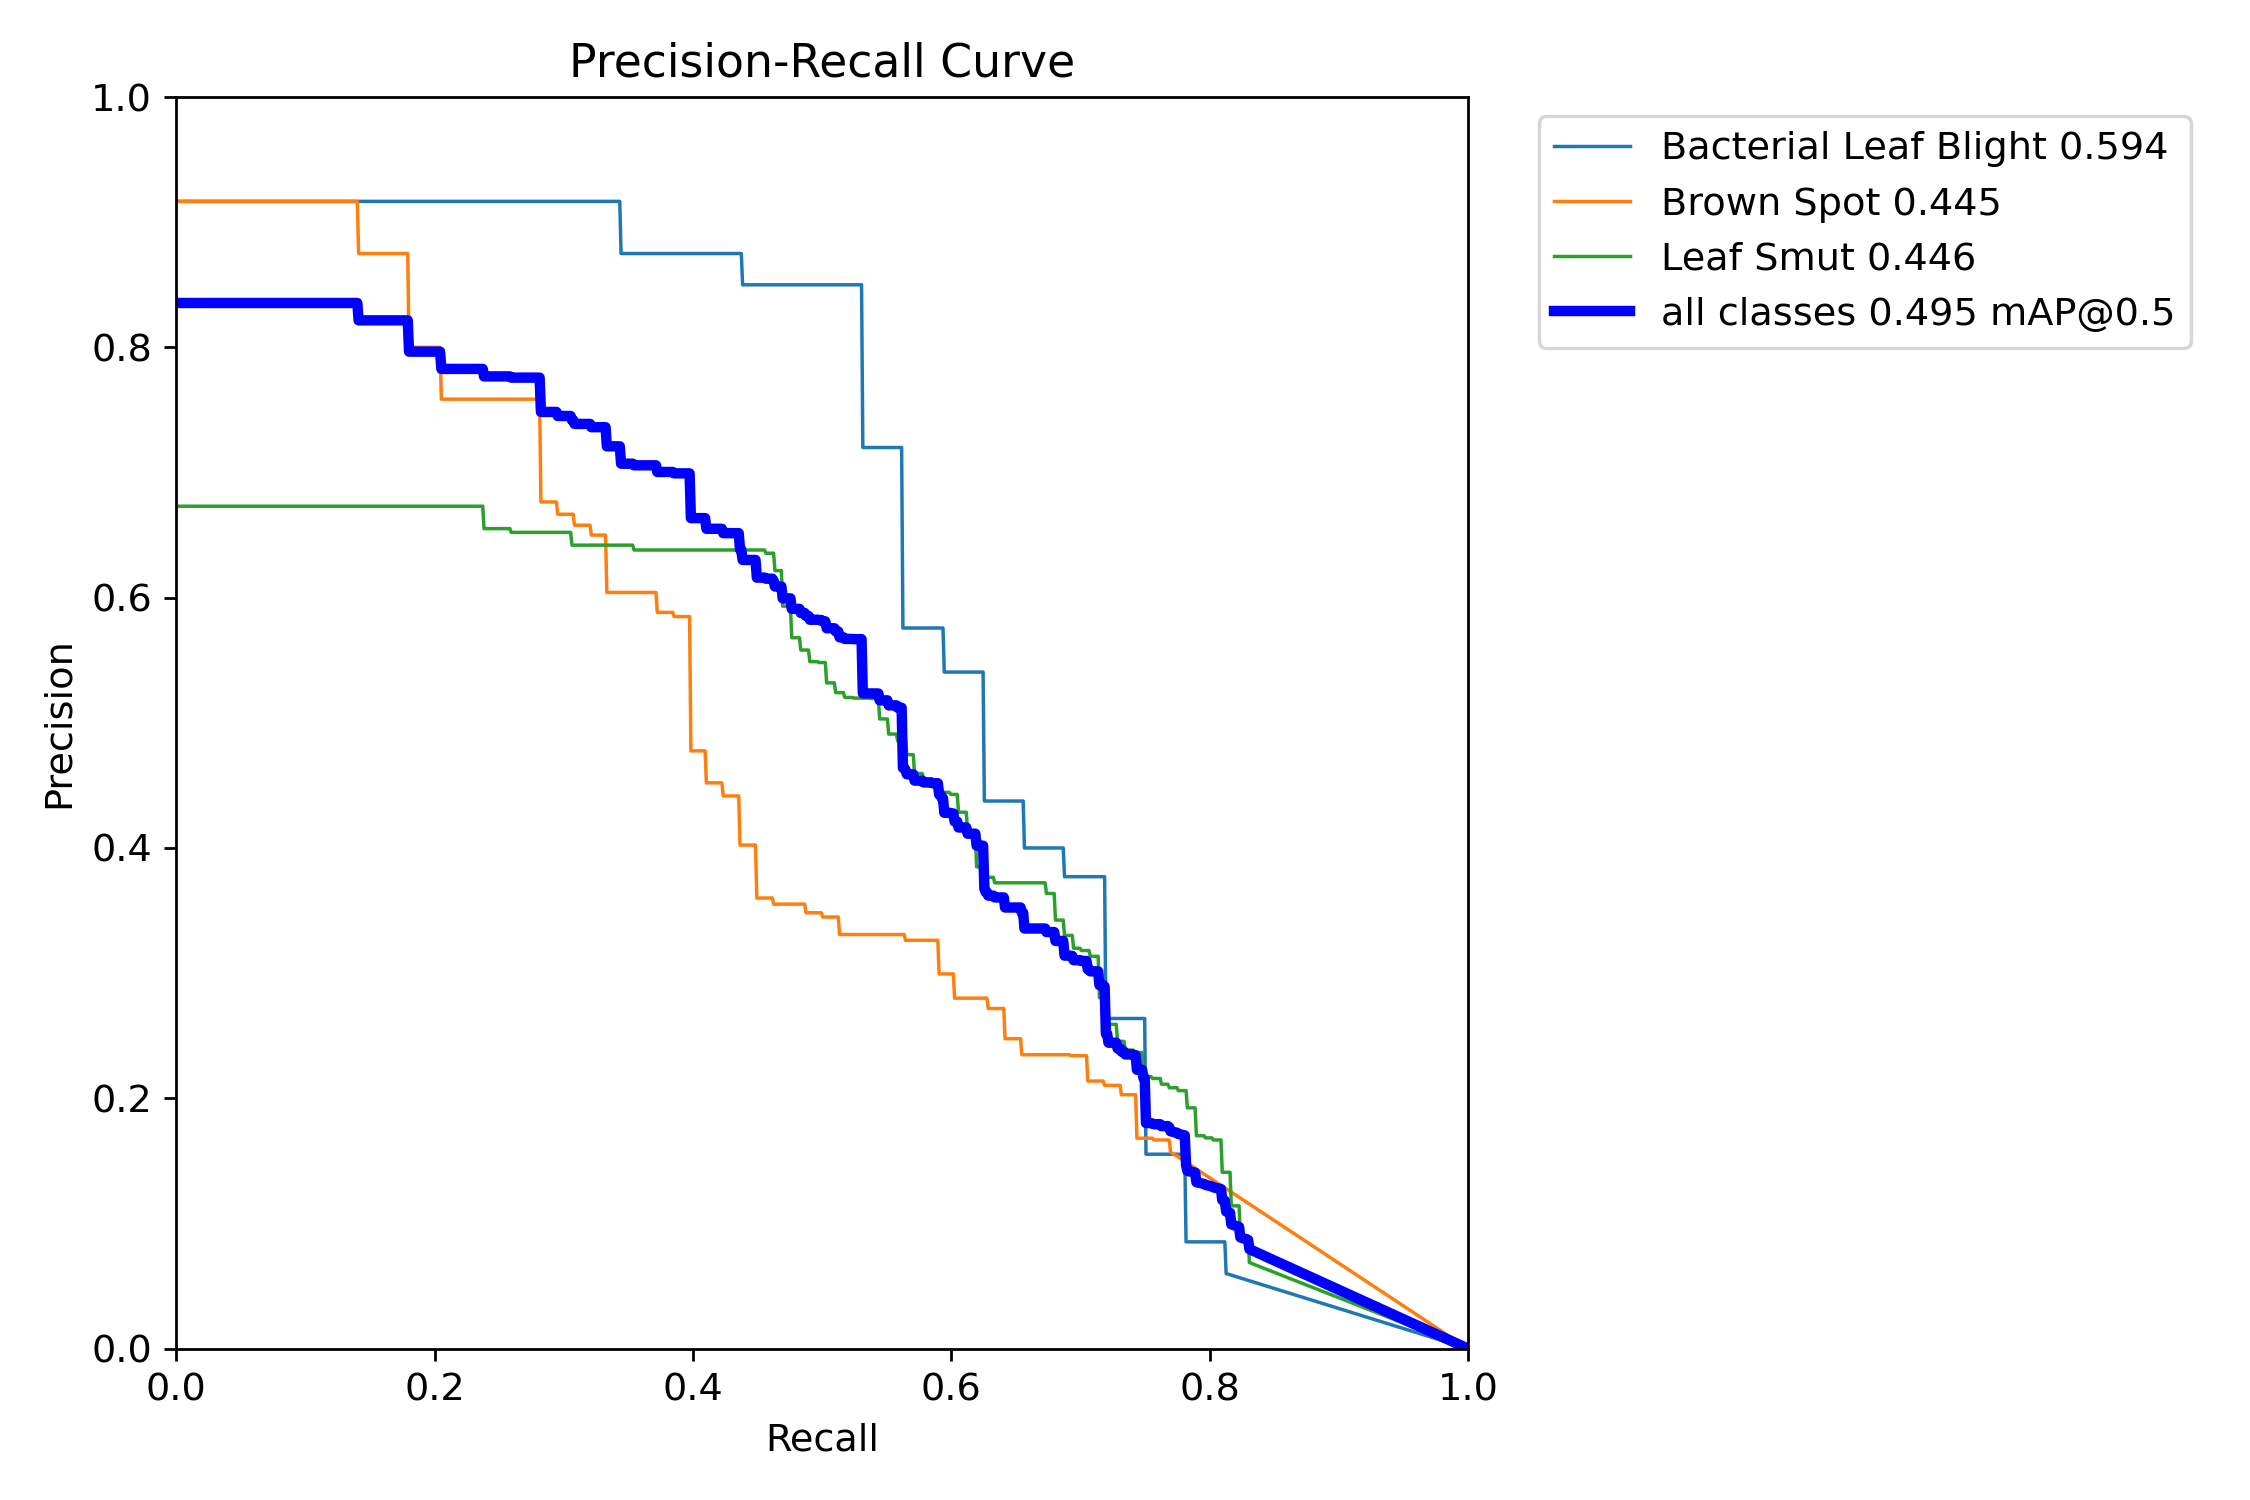 Precision-Recall Curve
1.0
0.8
0.6
0.4
0.2
0.0
Precision
0.0 0.2 0.4 0.6 0.8 1.0
Recall
Bacterial Leaf Blight 0.594
Brown Spot 0.445
Leaf Smut 0.446
all classes 0.495 mAP@0.5